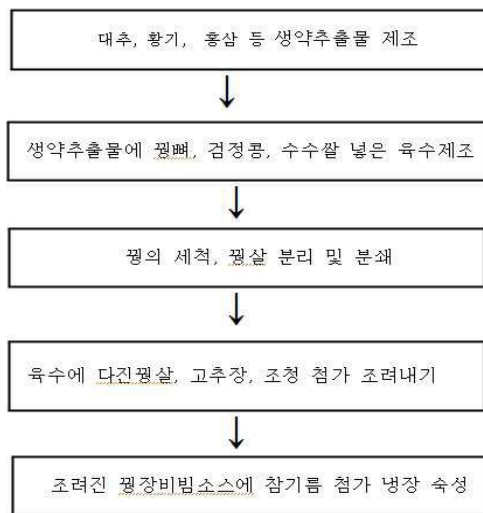 대추, 황기, 홍삼 등 생약추출물 제조
생약추출물에 꿩뼈, 검정콩, 수수쌀 넣은 육수제조
꿩의 세척, 꿩살 분리 및 분쇄
육수에 다진꿩살, 고추장, 조청 첨가 조려내기
조려진 꿩장비빔소스에 참기름 첨가 냉장 숙성